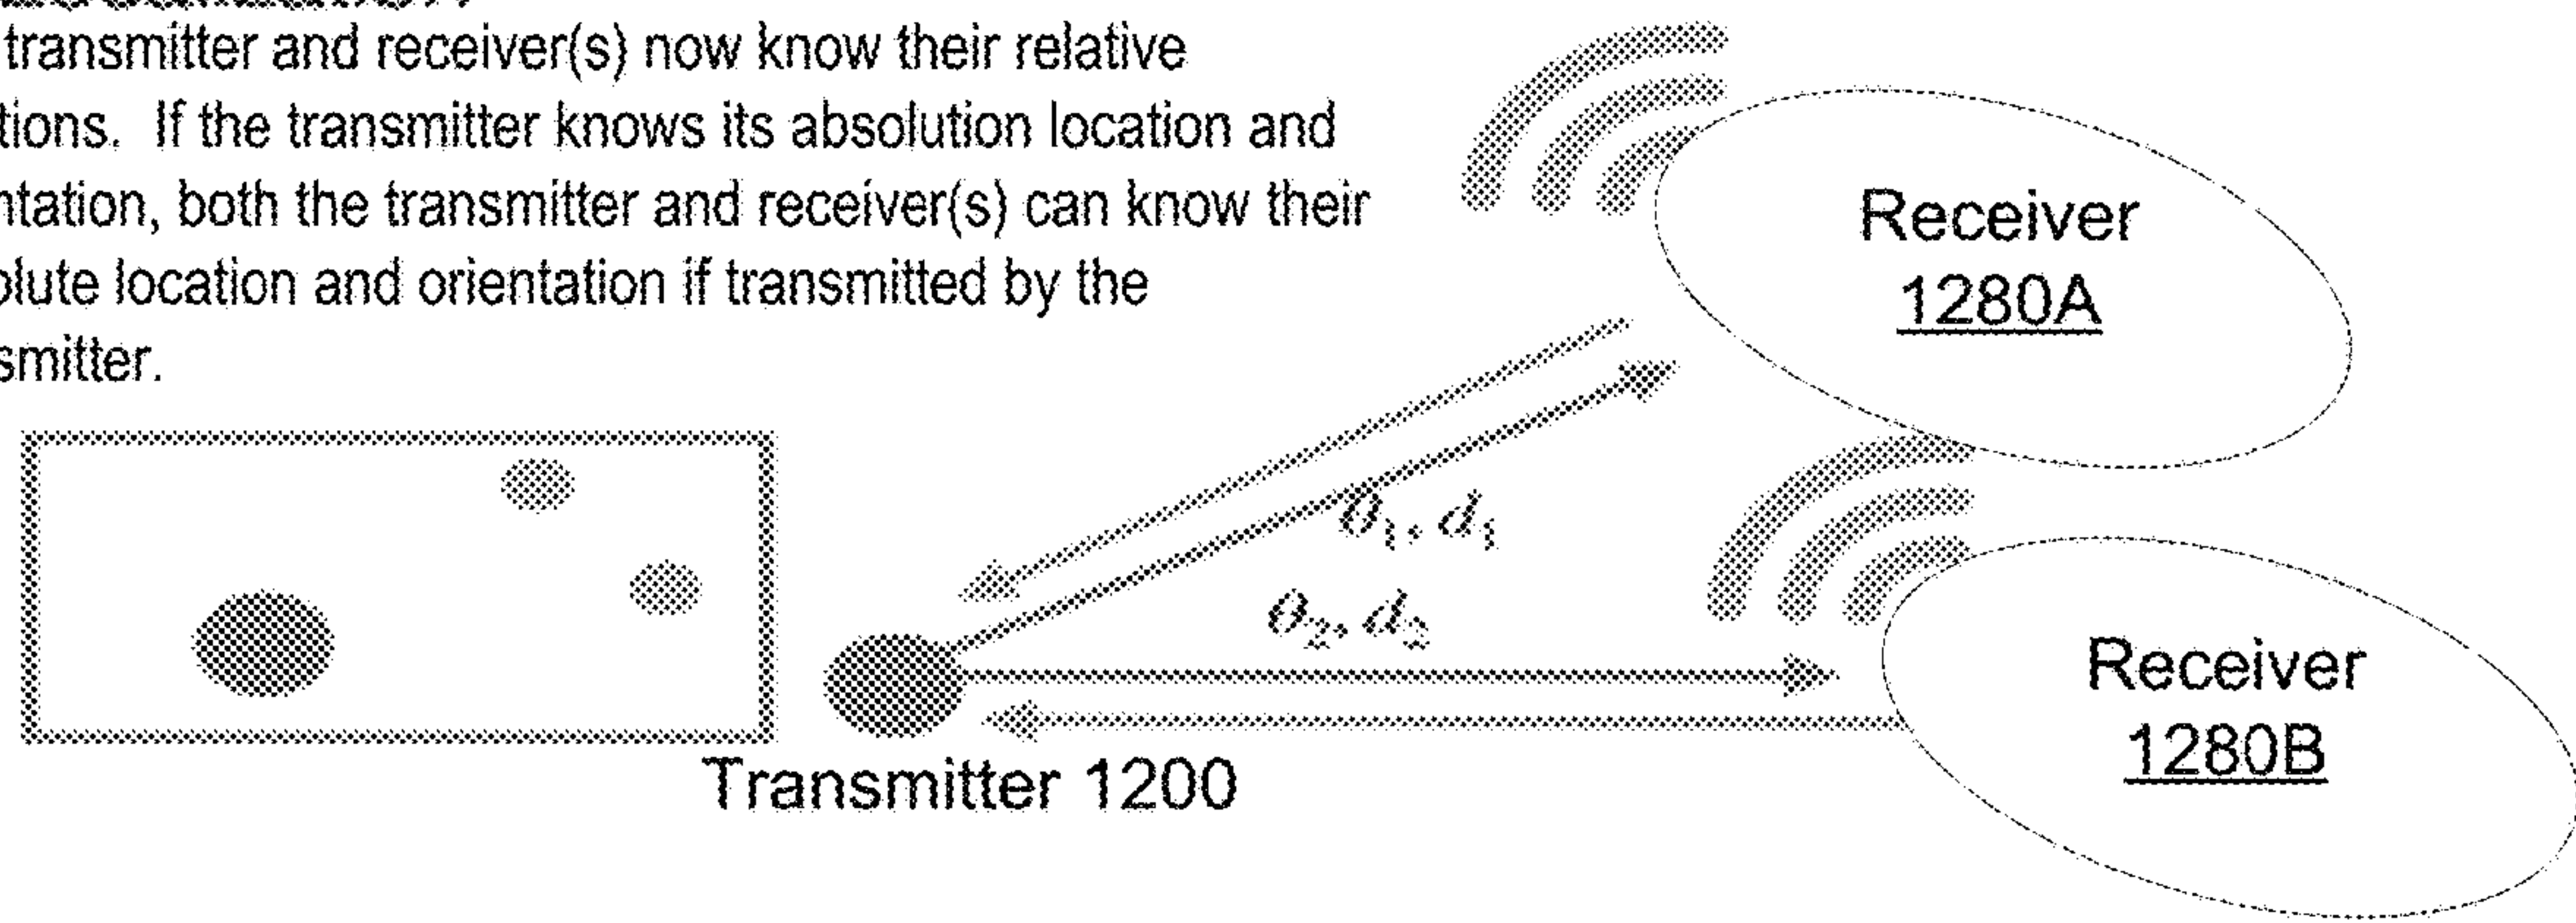 transmitter and receiver(s) now know their relative
tions. If the transmitter knows its absolution location and
ntation, both the transmitter and receiver(s) can know their
olute location and orientation if transmitted by the
smitter.
Receiver
1280A
θ₁, d₁
θ₂, d₂
Receiver
1280B
Transmitter 1200